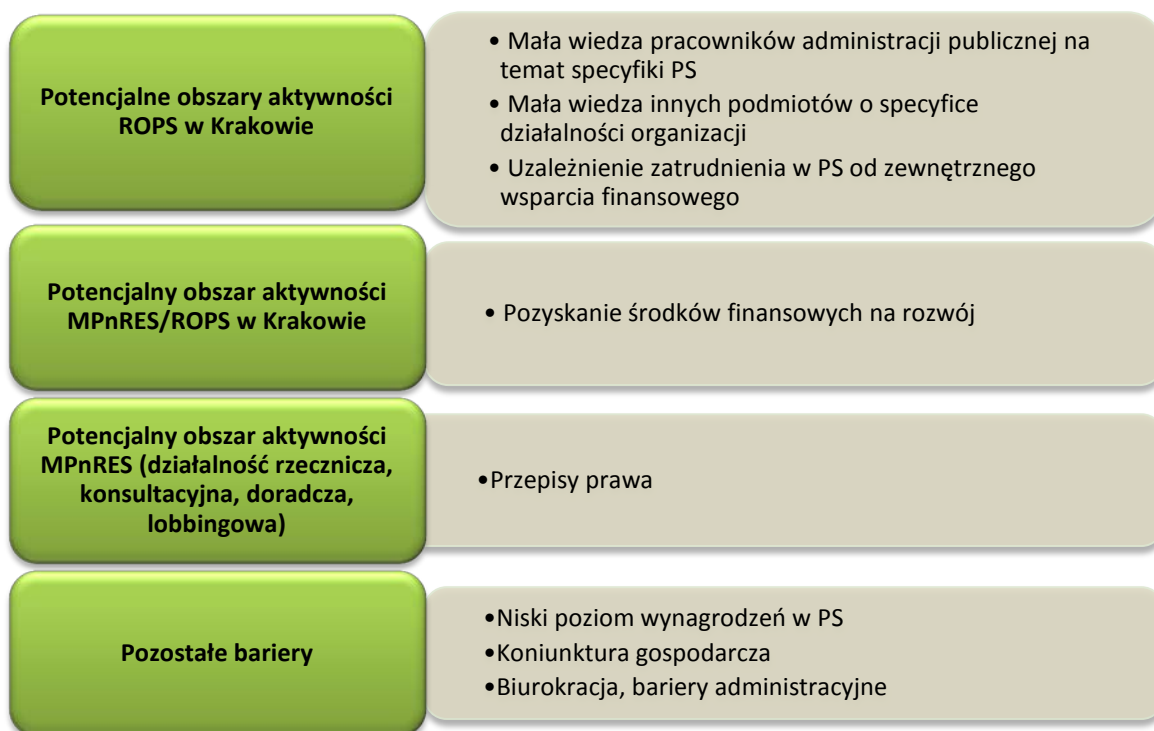 Potencjalne obszary aktywności
ROPS w Krakowie
• Mała wiedza pracowników administracji publicznej na
temat specyfiki PS
• Mała wiedza innych podmiotów o specyfice
działalności organizacji
• Uzależnienie zatrudnienia w PS od zewnętrznego
wsparcia finansowego
Potencjalny obszar aktywności
MPnRES/ROPS w Krakowie
• Pozyskanie środków finansowych na rozwój
Potencjalny obszar aktywności
MPnRES (działalność rzecznicza,
konsultacyjna, doradcza,
lobbingowa)
•Przepisy prawa
Pozostałe bariery
•Niski poziom wynagrodzeń w PS
•Koniunktura gospodarcza
•Biurokracja, bariery administracyjne